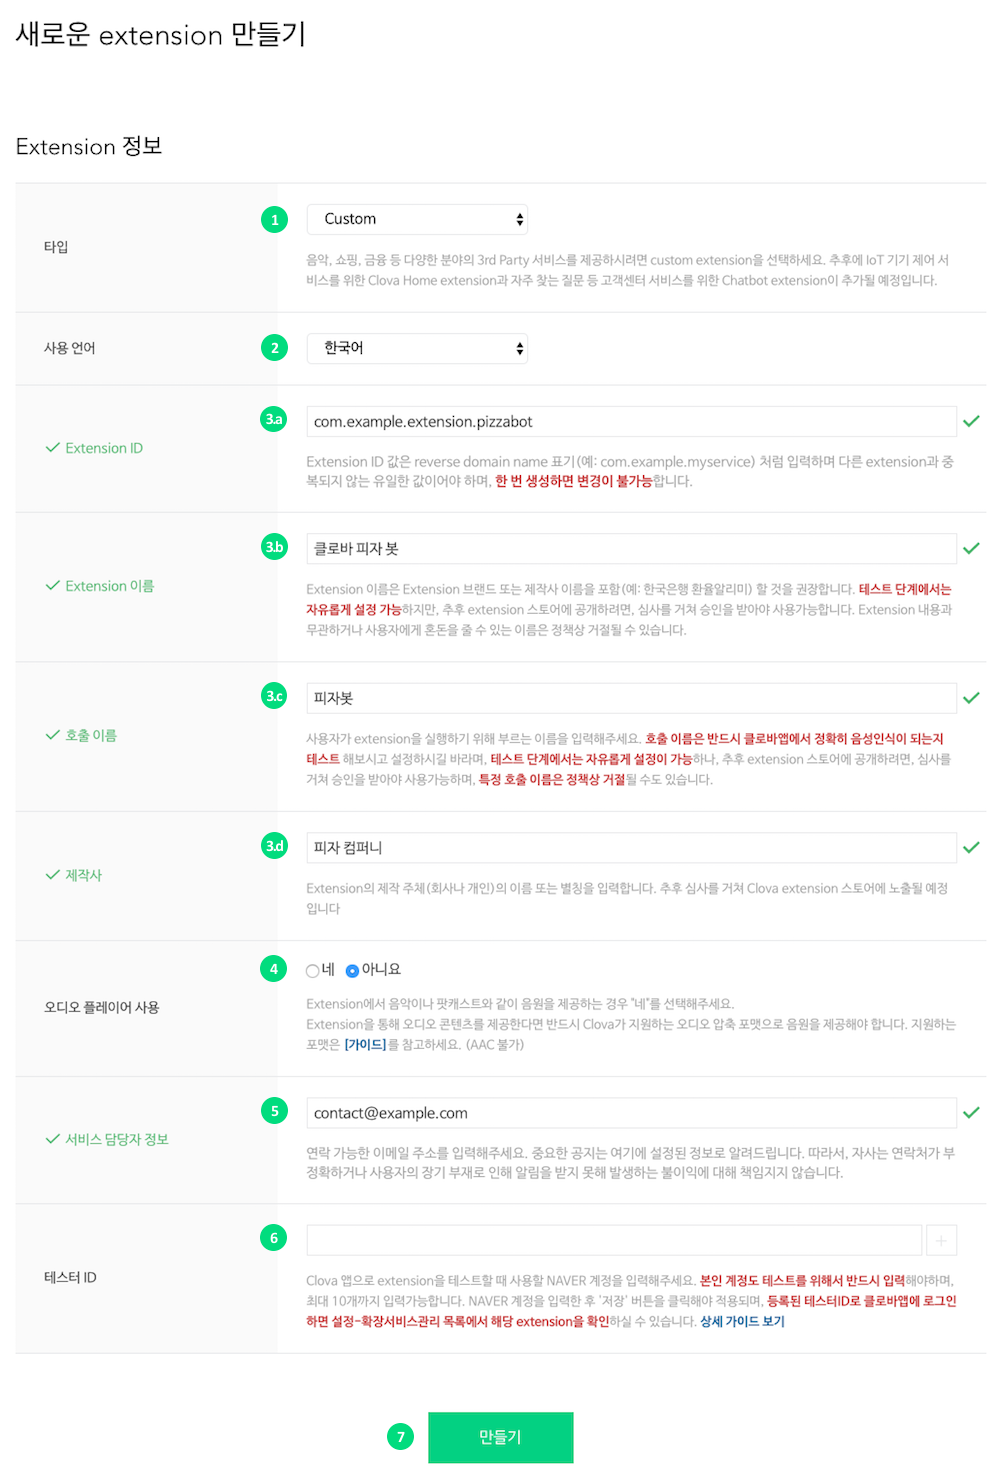 새로운 extension 만들기
Extension 정보
타입
1
Custom
음악, 쇼핑, 금융 등 다양한 분야의 3rd Party 서비스를 제공하시려면 custom extension을 선택하세요. 추후에 IoT 기기 제어 서
비스를 위한 Clova Home extension과 자주 찾는 질문 등 고객센터 서비스를 위한 Chatbot extension이 추가될 예정입니다.
사용 언어
2
한국어
Extension ID
3.a
com.example.extension.pizzabot
Extension ID 값은 reverse domain name 표기(예: com.example.myservice) 처럼 입력하며 다른 extension과 중
복되지 않는 유일한 값이어야 하며, 한 번 생성하면 변경이 불가능합니다.
Extension 이름
3.b
클로바 피자 봇
Extension 이름은 Extension 브랜드 또는 제작사 이름을 포함(예: 한국은행 환율알리미) 할 것을 권장합니다. 테스트 단계에서는
자유롭게 설정 가능하지만, 추후 extension 스토어에 공개하려면, 심사를 거쳐 승인을 받아야 사용가능합니다. Extension 내용과
무관하거나 사용자에게 혼돈을 줄 수 있는 이름은 정책상 거절될 수 있습니다.
호출 이름
3.c
피자봇
사용자가 extension을 실행하기 위해 부르는 이름을 입력해주세요. 호출 이름은 반드시 클로바앱에서 정확히 음성인식이 되는지
테스트 해보시고 설정하시길 바라며, 테스트 단계에서는 자유롭게 설정이 가능하나, 추후 extension 스토어에 공개하려면, 심사를
거쳐 승인을 받아야 사용가능하며, 특정 호출 이름은 정책상 거절될 수도 있습니다.
제작사
3.d
피자 컴퍼니
Extension의 제작 주체(회사나 개인)의 이름 또는 별칭을 입력합니다. 추후 심사를 거쳐 Clova extension 스토어에 노출될 예정
입니다
오디오 플레이어 사용
4
네 아니요
Extension에서 음악이나 팟캐스트와 같이 음원을 제공하는 경우 "네"를 선택해주세요.
Extension을 통해 오디오 콘텐츠를 제공한다면 반드시 Clova가 지원하는 오디오 압축 포맷으로 음원을 제공해야 합니다. 지원하는
포맷은 [가이드]를 참고하세요. (AAC 불가)
서비스 담당자 정보
5
contact@example.com
연락 가능한 이메일 주소를 입력해주세요. 중요한 공지는 여기에 설정된 정보로 알려드립니다. 따라서, 자사는 연락처가 부
정확하거나 사용자의 장기 부재로 인해 알림을 받지 못해 발생하는 불이익에 대해 책임지지 않습니다.
테스터 ID
6
+
Clova 앱으로 extension을 테스트할 때 사용할 NAVER 계정을 입력해주세요. 본인 계정도 테스트를 위해서 반드시 입력해야하며,
최대 10개까지 입력가능합니다. NAVER 계정을 입력한 후 '저장' 버튼을 클릭해야 적용되며, 등록된 테스터ID로 클로바앱에 로그인
하면 설정-확장서비스관리 목록에서 해당 extension을 확인하실 수 있습니다. 상세 가이드 보기
7
만들기